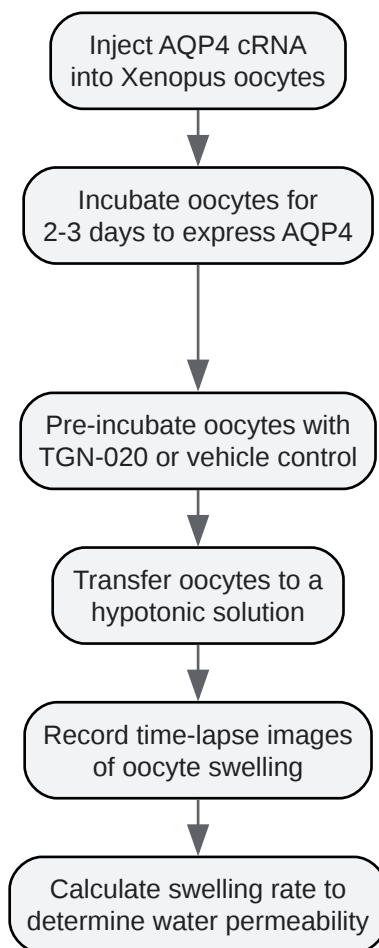 Inject AQP4 cRNA
into Xenopus oocytes
Incubate oocytes for
2-3 days to express AQP4
Pre-incubate oocytes with
TGN-020 or vehicle control
Transfer oocytes to a
hypotonic solution
Record time-lapse images
of oocyte swelling
Calculate swelling rate to
determine water permeability